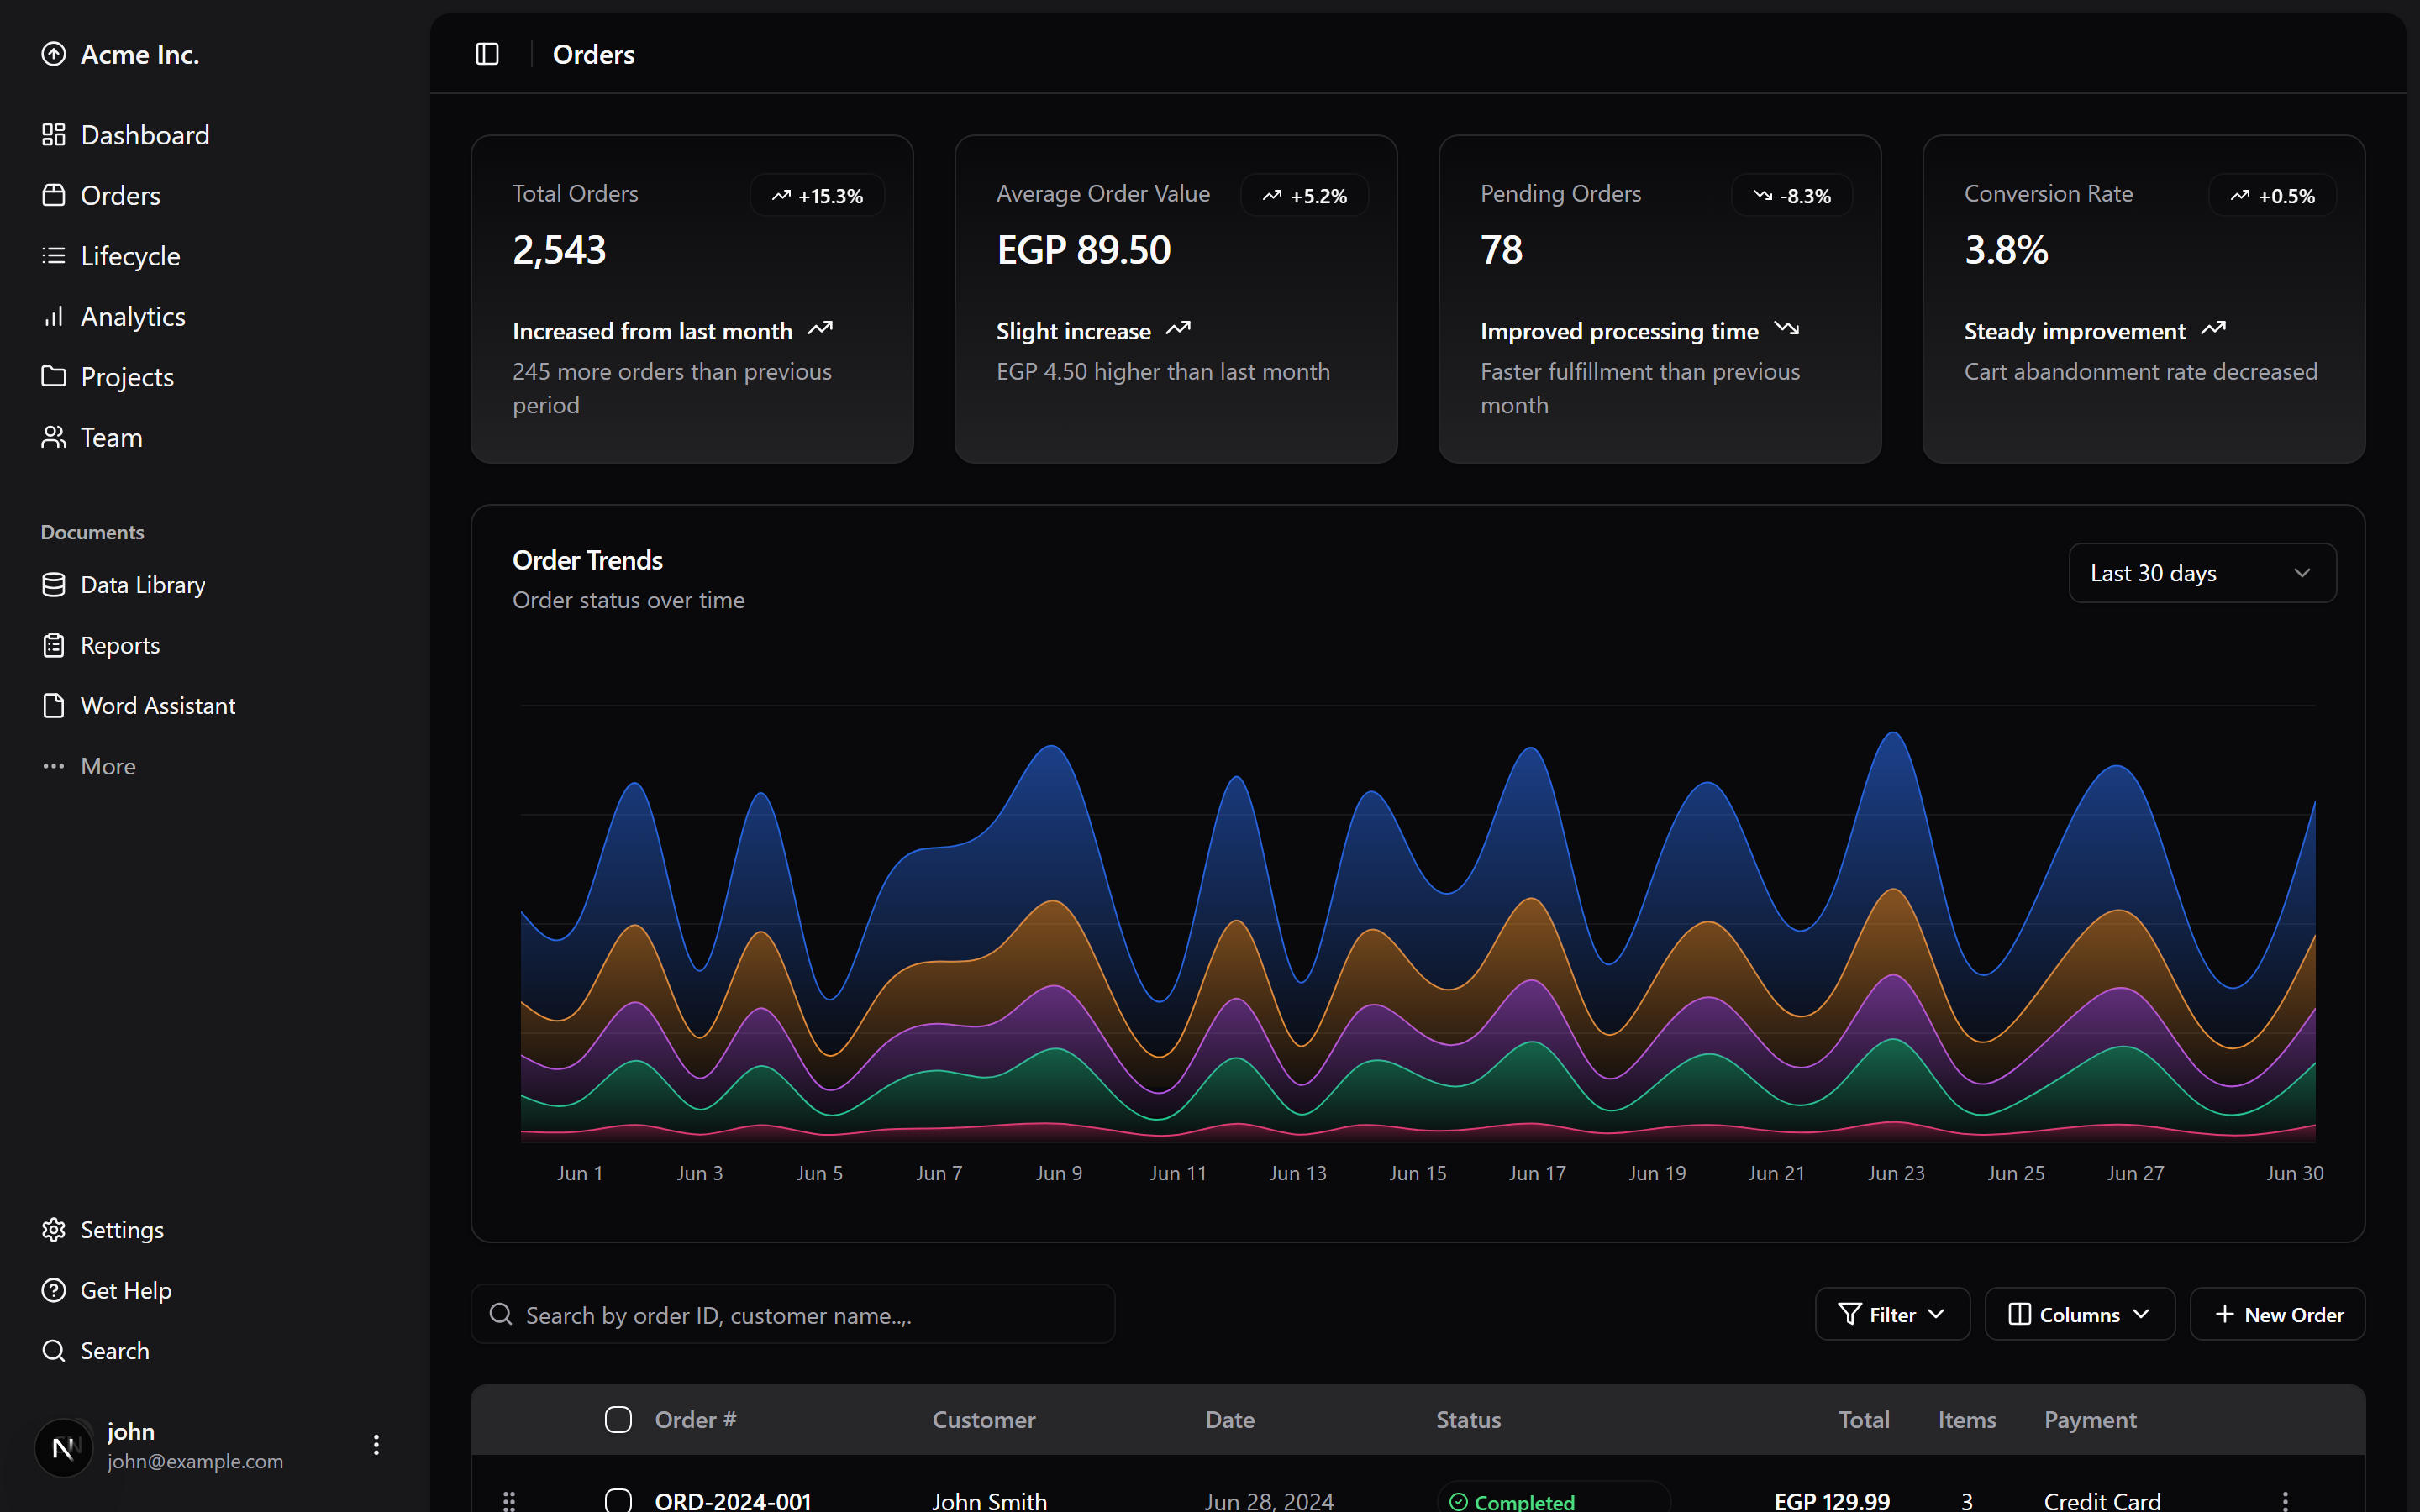 Acme Inc.
Dashboard
Orders
Lifecycle
Analytics
Projects
Team
Documents
Data Library
Reports
Word Assistant
More
Settings
Get Help
Search
john
john@example.com
Orders
Total Orders
+15.3%
2,543
Increased from last month
245 more orders than previous
period
Average Order Value
+5.2%
EGP 89.50
Slight increase
EGP 4.50 higher than last month
Pending Orders
-8.3%
78
Improved processing time
Faster fulfillment than previous
month
Conversion Rate
+0.5%
3.8%
Steady improvement
Cart abandonment rate decreased
Order Trends
Order status over time
Last 30 days
Jun 1 Jun 3 Jun 5 Jun 7 Jun 9 Jun 11 Jun 13 Jun 15 Jun 17 Jun 19 Jun 21 Jun 23 Jun 25 Jun 27 Jun 30
Search by order ID, customer name..,.
Filter
Columns
New Order
Order # Customer Date Status Total Items Payment
ORD-2024-001 John Smith Jun 28, 2024 Completed EGP 129.99 3 Credit Card